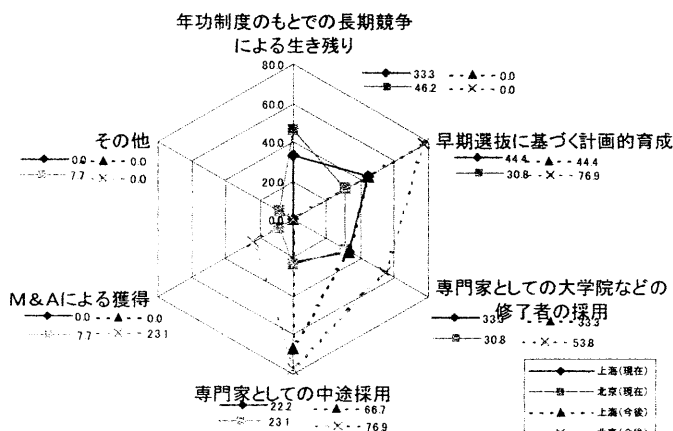 年功制度のもとでの長期競争
による生き残り
80.0
33.3 0.0
46.2 0.0
60.0
その他
0.0 0.0
7.7 0.0
40.0
早期選抜に基づく計画的育成
44.4 44.4
30.8 76.9
20.0
0.0
M&Aによる獲得
0.0 0.0
7.7 23.1
専門家としての大学院などの
修了者の採用
33.3 33.3
30.8 53.8
専門家としての中途採用
22.2 66.7
23.1 76.9
上海(現在)
北京(現在)
上海(今後)